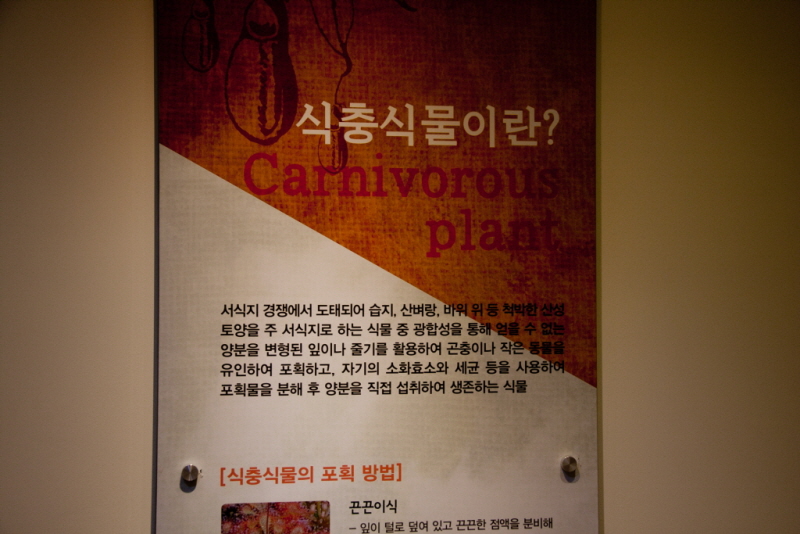 식충식물이란?
Carnivorous
plant
서식지 경쟁에서 도태되어 습지, 산벼랑, 바위 위 등 척박한 산성
토양을 주 서식지로 하는 식물 중 광합성을 통해 얻을 수 없는
양분을 변형된 잎이나 줄기를 활용하여 곤충이나 작은 동물을
유인하여 포획하고, 자기의 소화효소와 세균 등을 사용하여
포획물을 분해 후 양분을 직접 섭취하여 생존하는 식물
[식충식물의 포획 방법]
끈끈이식
- 잎이 털로 덮여 있고 끈끈한 점액을 분비해